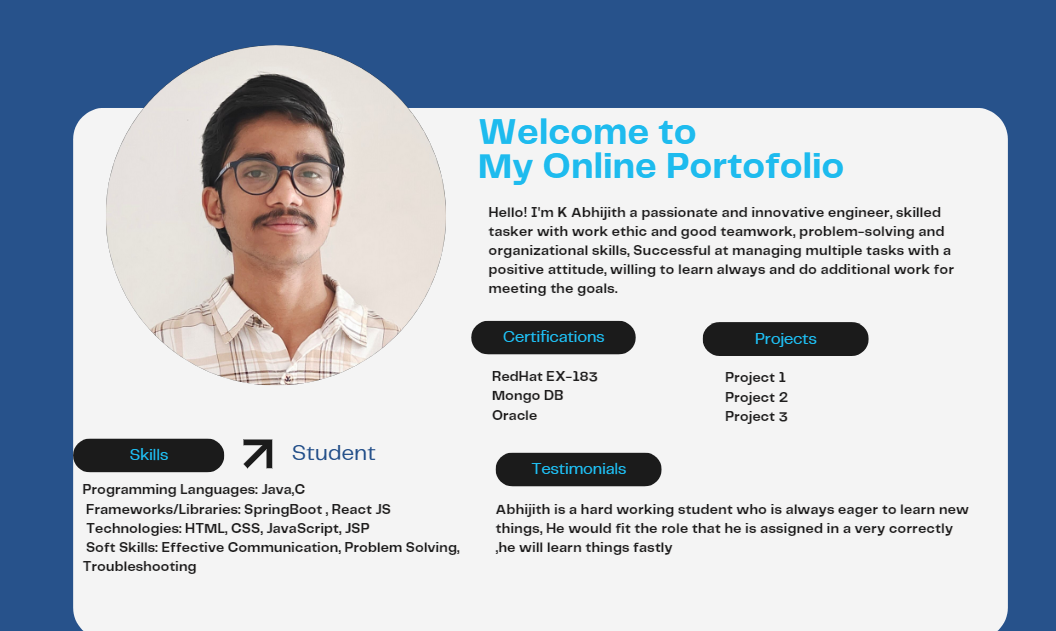 Welcome to
My Online Portofolio
Hello! I'm K Abhijith a passionate and innovative engineer, skilled
tasker with work ethic and good teamwork, problem-solving and
organizational skills, Successful at managing multiple tasks with a
positive attitude, willing to learn always and do additional work for
meeting the goals.
Certifications
RedHat EX-183
Mongo DB
Oracle
Projects
Project 1
Project 2
Project 3
Skills
Student
Programming Languages: Java,C
Frameworks/Libraries: SpringBoot , React JS
Technologies: HTML, CSS, JavaScript, JSP
Soft Skills: Effective Communication, Problem Solving,
Troubleshooting
Testimonials
Abhijith is a hard working student who is always eager to learn new
things, He would fit the role that he is assigned in a very correctly
,he will learn things fastly